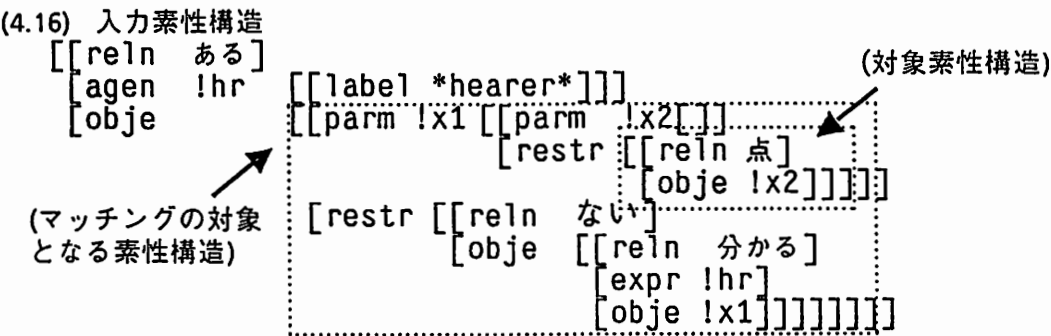 (4.16) 入力素性構造
[[reln ある]
(対象素性構造)
[agen !hr [[label *hearer*]]]
[obje [[parm !x1 [[parm !x2[]]
[restr [[reln 点]
[obje !x2]]]]]
(マッチングの対象
となる素性構造)
[restr [[reln ない]
[obje [[reln 分かる]
[expr !hr]
[obje !x1]]]]]]]